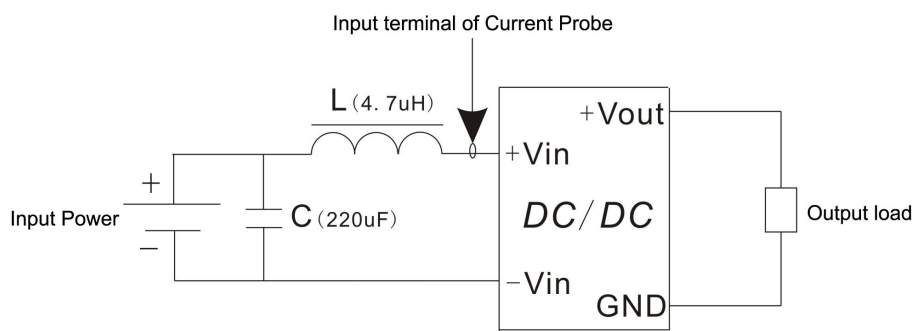 Input terminal of Current Probe
L(4.7uH)
+Vout
+Vin
+
Input Power
C(220uF)
DC/DC
Output load
−
−Vin
GND